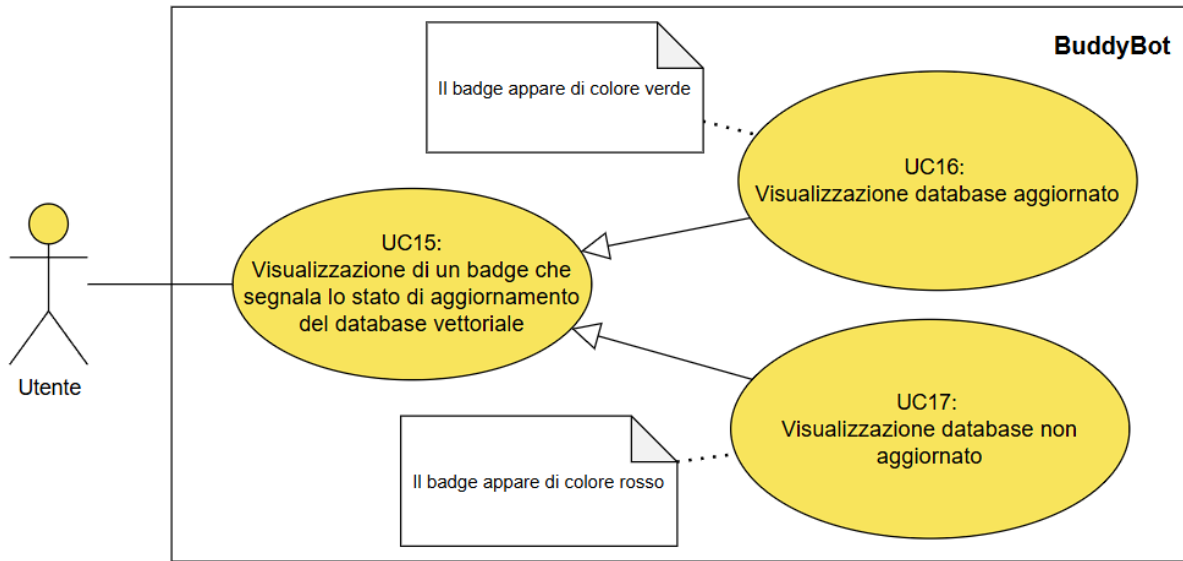 BuddyBot
Il badge appare di colore verde
UC16:
Visualizzazione database aggiornato
UC15:
Visualizzazione di un badge che
segnala lo stato di aggiornamento
del database vettoriale
Utente
UC17:
Visualizzazione database non
aggiornato
Il badge appare di colore rosso